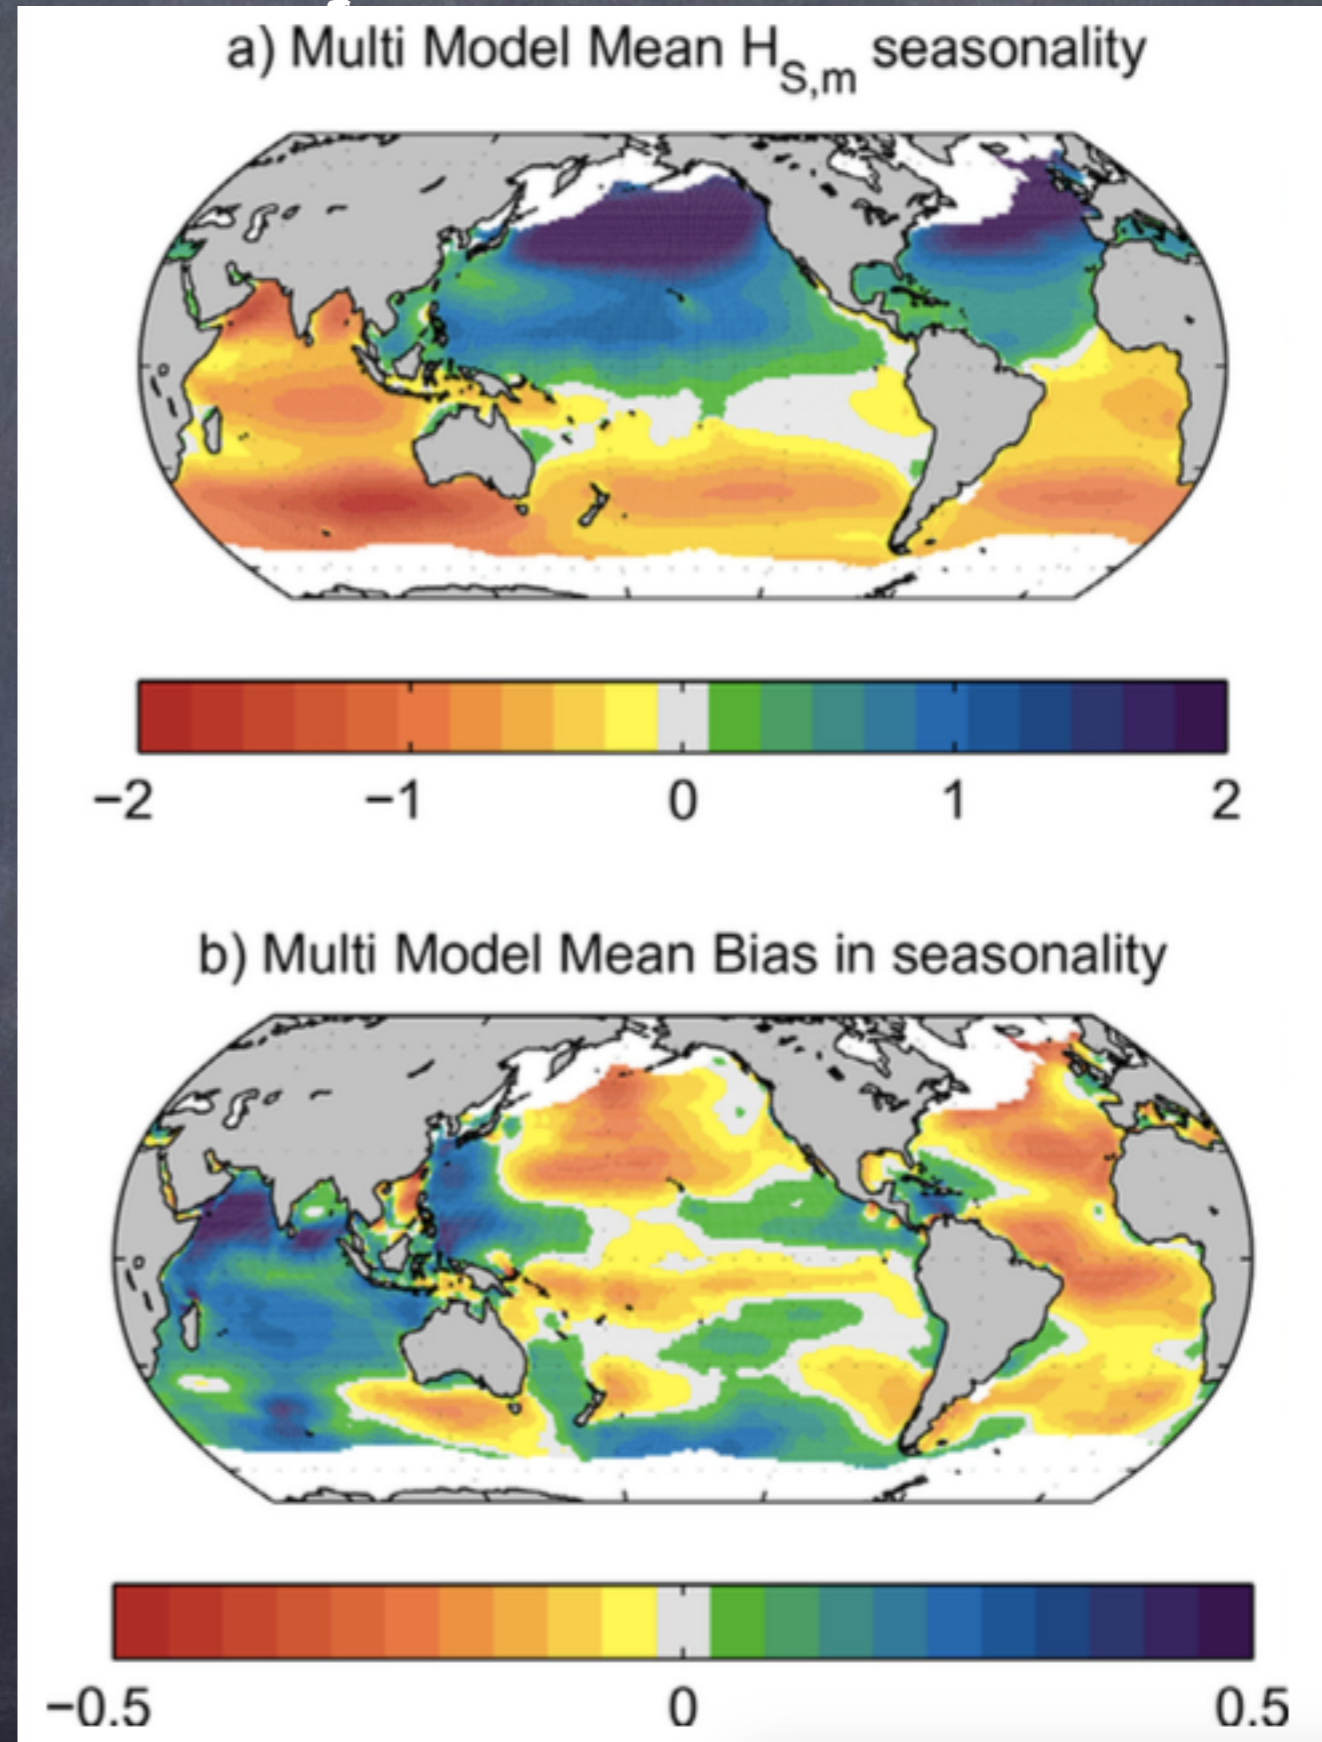 a) Multi Model Mean H_S,m seasonality
−2 −1 0 1 2
b) Multi Model Mean Bias in seasonality
−0.5 0 0.5